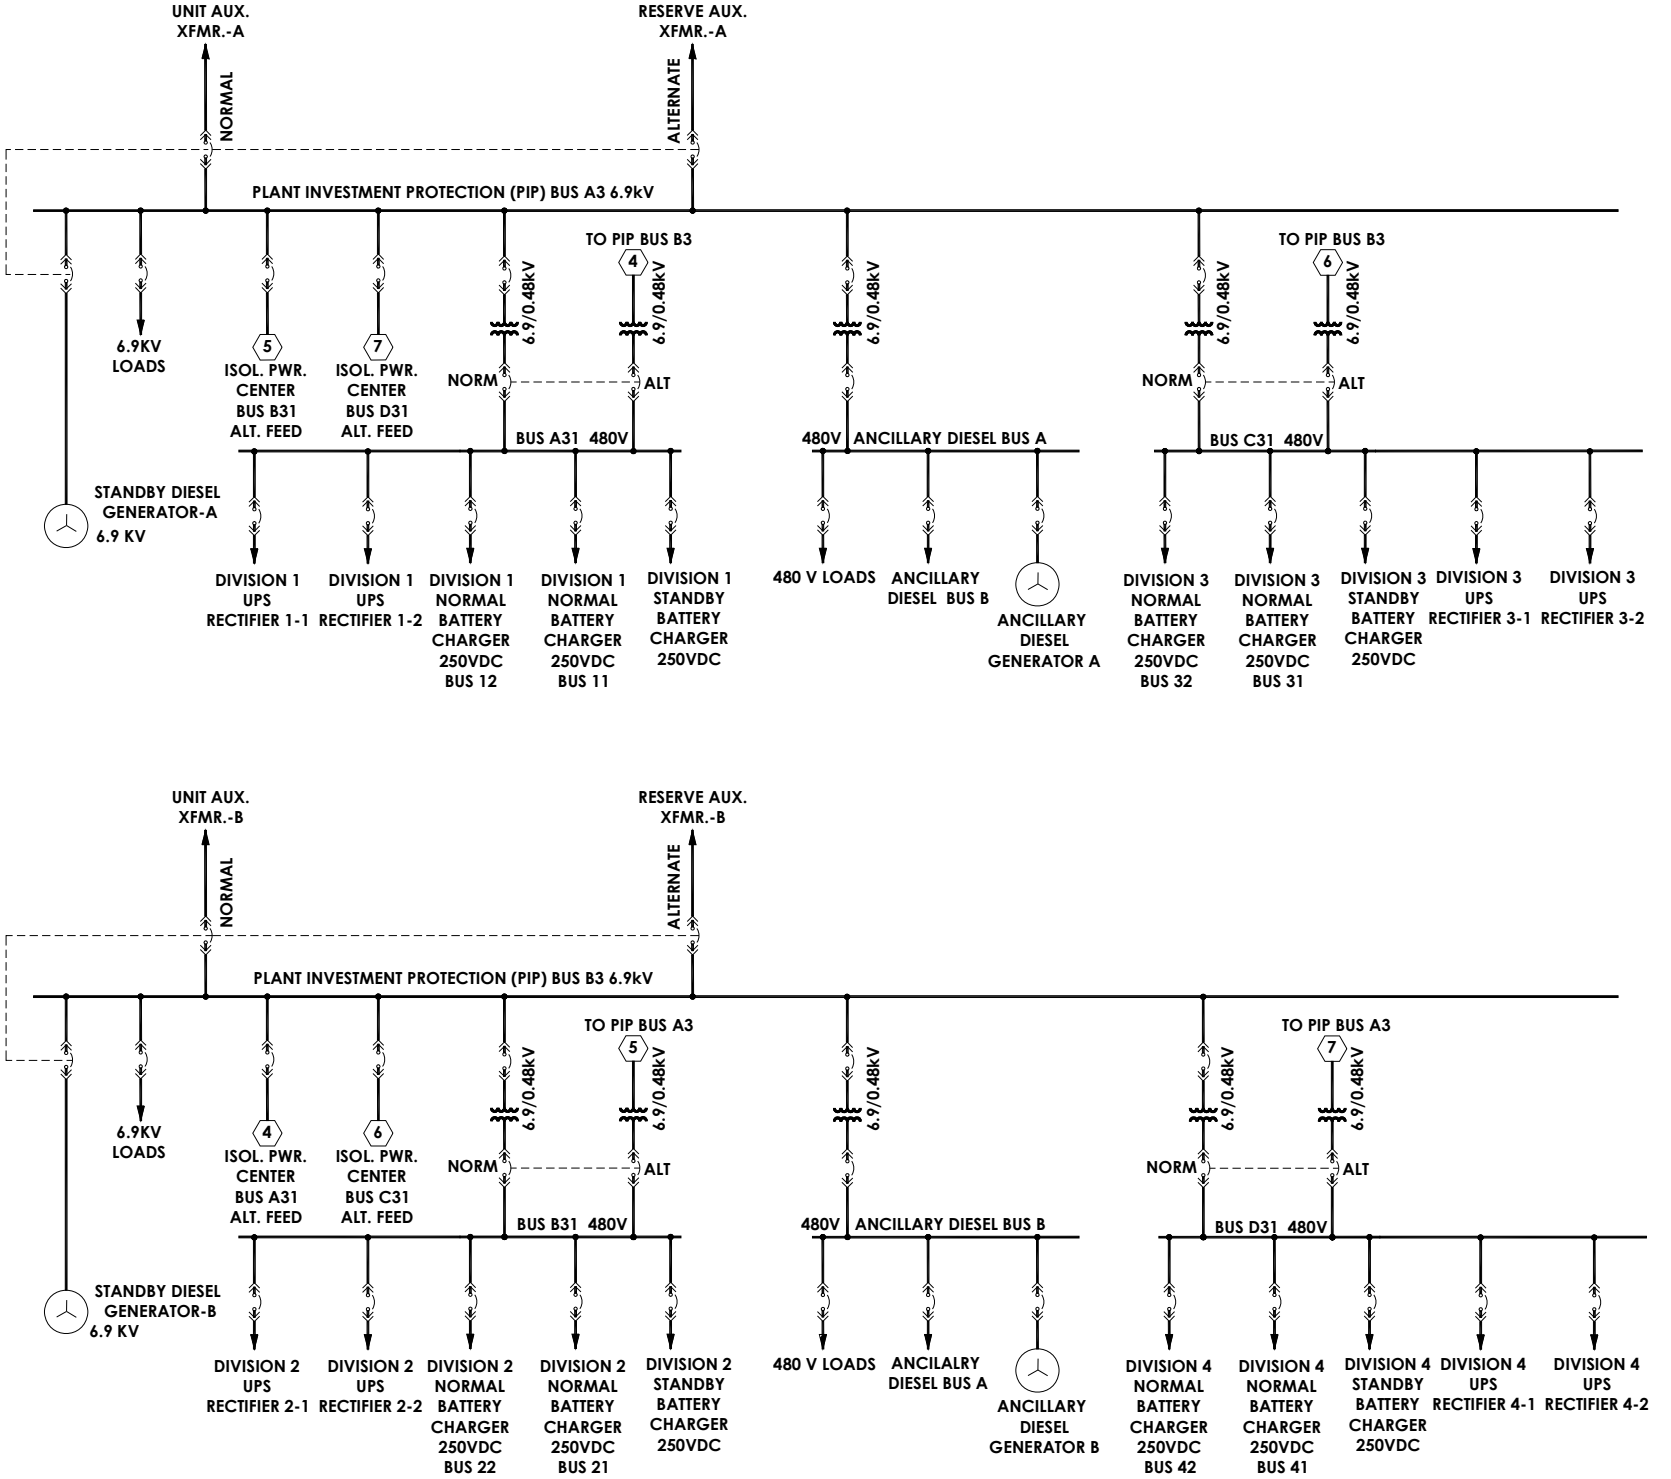 UNIT AUX.
XFMR.-A
RESERVE AUX.
XFMR.-A
NORMAL
ALTERNATE
PLANT INVESTMENT PROTECTION (PIP) BUS A3 6.9kV
TO PIP BUS B3
4
6.9/0.48kV
6.9/0.48kV
6.9/0.48kV
TO PIP BUS B3
6
6.9/0.48kV
6.9/0.48kV
6.9KV
LOADS
5
ISOL. PWR.
CENTER
BUS B31
ALT. FEED
7
ISOL. PWR.
CENTER
BUS D31
ALT. FEED
NORM
ALT
NORM
ALT
BUS A31 480V
480V ANCILLARY DIESEL BUS A
BUS C31 480V
STANDBY DIESEL
GENERATOR-A
6.9 KV
DIVISION 1
UPS
RECTIFIER 1-1
DIVISION 1
UPS
RECTIFIER 1-2
DIVISION 1
NORMAL
BATTERY
CHARGER
250VDC
BUS 12
DIVISION 1
NORMAL
BATTERY
CHARGER
250VDC
BUS 11
DIVISION 1
STANDBY
BATTERY
CHARGER
250VDC
480 V LOADS
ANCILLARY
DIESEL BUS B
ANCILLARY
DIESEL
GENERATOR A
DIVISION 3
NORMAL
BATTERY
CHARGER
250VDC
BUS 32
DIVISION 3
NORMAL
BATTERY
CHARGER
250VDC
BUS 31
DIVISION 3
STANDBY
BATTERY
CHARGER
250VDC
DIVISION 3
UPS
RECTIFIER 3-1
DIVISION 3
UPS
RECTIFIER 3-2
UNIT AUX.
XFMR.-B
RESERVE AUX.
XFMR.-B
NORMAL
ALTERNATE
PLANT INVESTMENT PROTECTION (PIP) BUS B3 6.9kV
TO PIP BUS A3
5
6.9/0.48kV
6.9/0.48kV
6.9/0.48kV
TO PIP BUS A3
7
6.9/0.48kV
6.9/0.48kV
6.9KV
LOADS
4
ISOL. PWR.
CENTER
BUS A31
ALT. FEED
6
ISOL. PWR.
CENTER
BUS C31
ALT. FEED
NORM
ALT
NORM
ALT
BUS B31 480V
480V ANCILLARY DIESEL BUS B
BUS D31 480V
STANDBY DIESEL
GENERATOR-B
6.9 KV
DIVISION 2
UPS
RECTIFIER 2-1
DIVISION 2
UPS
RECTIFIER 2-2
DIVISION 2
NORMAL
BATTERY
CHARGER
250VDC
BUS 22
DIVISION 2
NORMAL
BATTERY
CHARGER
250VDC
BUS 21
DIVISION 2
STANDBY
BATTERY
CHARGER
250VDC
480 V LOADS
ANCILALRY
DIESEL BUS A
ANCILLARY
DIESEL
GENERATOR B
DIVISION 4
NORMAL
BATTERY
CHARGER
250VDC
BUS 42
DIVISION 4
NORMAL
BATTERY
CHARGER
250VDC
BUS 41
DIVISION 4
STANDBY
BATTERY
CHARGER
250VDC
DIVISION 4
UPS
RECTIFIER 4-1
DIVISION 4
UPS
RECTIFIER 4-2